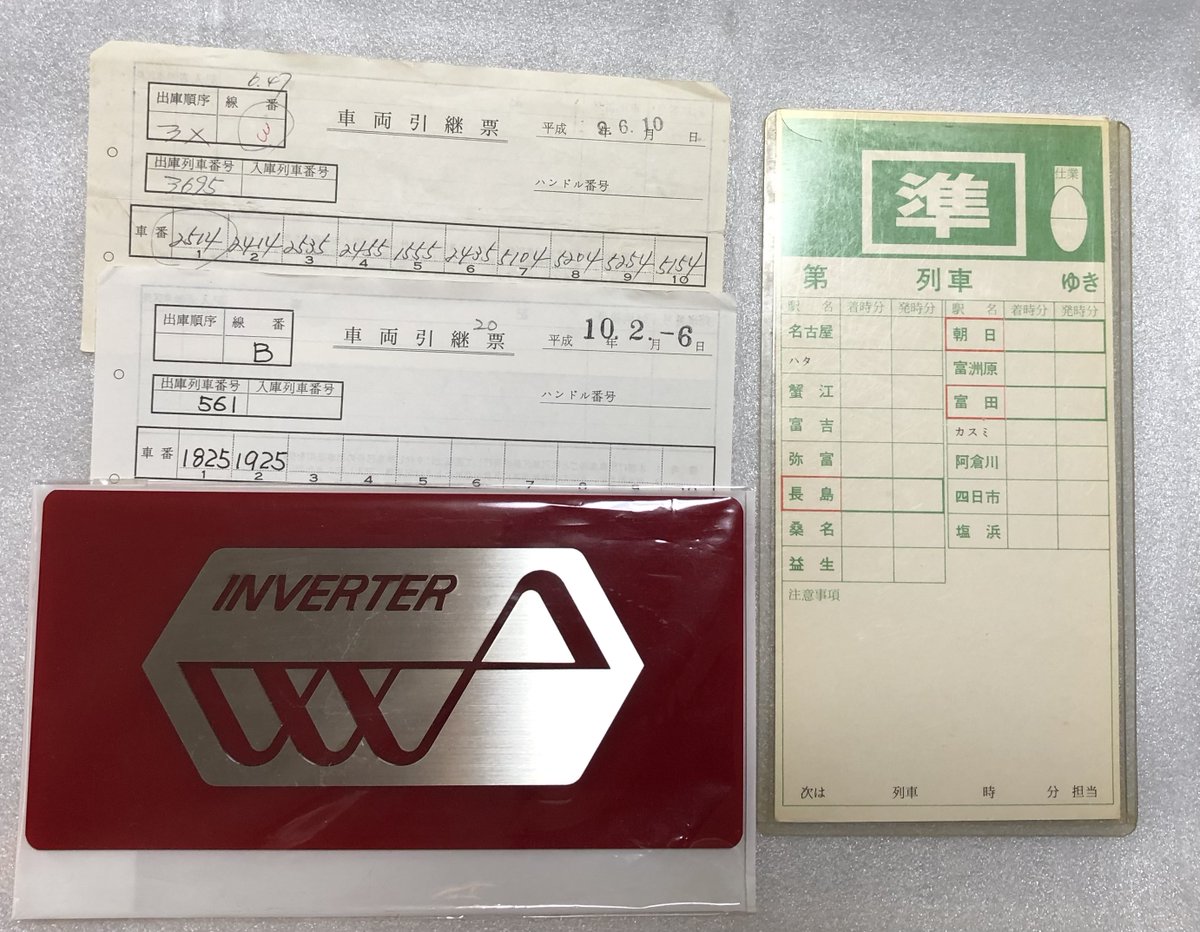 6.47
出庫順序 線 番
3X 3
車両引継票
平成 9年6.月10日
出庫列車番号 入庫列車番号
3695
ハンドル番号
車番 2514 2414 2535 2455 1555 2435 5104 5204 5254 5154
1 2 3 4 5 6 7 8 9 10
出庫順序 線 番
B
車両引継票
20
平成 10.年2.月-6日
出庫列車番号 入庫列車番号
561
ハンドル番号
車番 1825 1925
1 2 3 4 5 6 7 8 9
INVERTER
準
仕業
第 列車 ゆき
駅名 着時分 発時分 駅名 着時分 発時分
名古屋 朝日
ハタ 富洲原
蟹江 富田
富吉 カスミ
弥富 阿倉川
長島 四日市
桑名 塩浜
益生
注意事項
次は 列車 時 分 担当